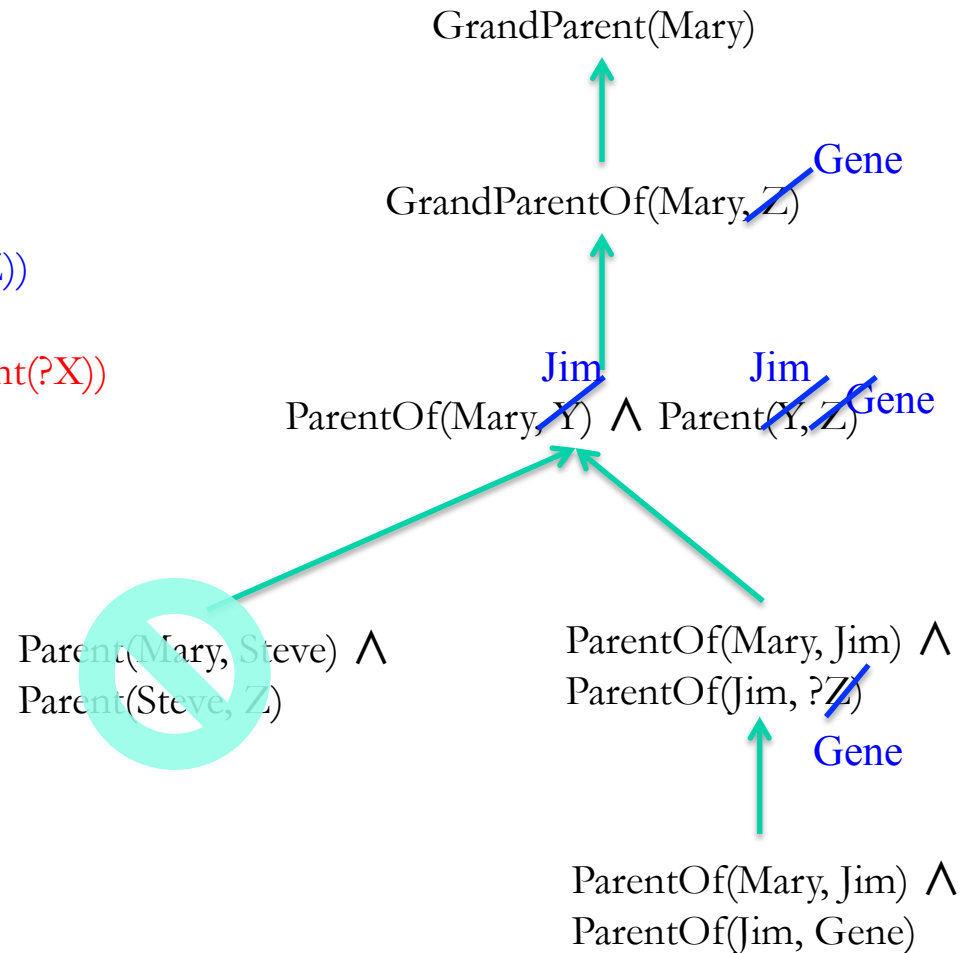 GrandParent(Mary)
Gene
GrandParentOf(Mary, Z)
))
nt(?X))
Jim Jim
ParentOf(Mary, Y) ∧ Parent(Y, Z) Gene
Parent(Mary, Steve) ∧
Parent(Steve, Z)
ParentOf(Mary, Jim) ∧
ParentOf(Jim, ?Z)
Gene
ParentOf(Mary, Jim) ∧
ParentOf(Jim, Gene)